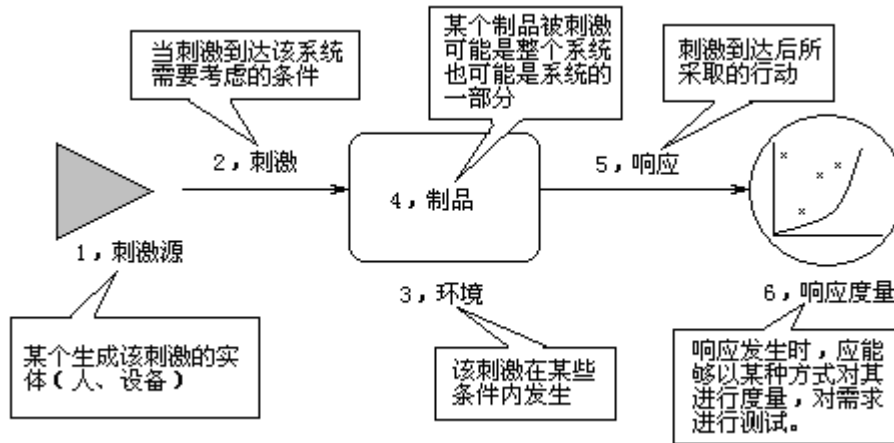 当刺激到达该系统
需要考虑的条件
某个制品被刺激
可能是整个系统
也可能是系统的
一部分
刺激到达后所
采取的行动
2，刺激
4，制品
5，响应
1，刺激源
3，环境
6，响应度量
某个生成该刺激的实
体（人、设备）
该刺激在某些
条件内发生
响应发生时，应能
够以某种方式对其
进行度量，对需求
进行测试。